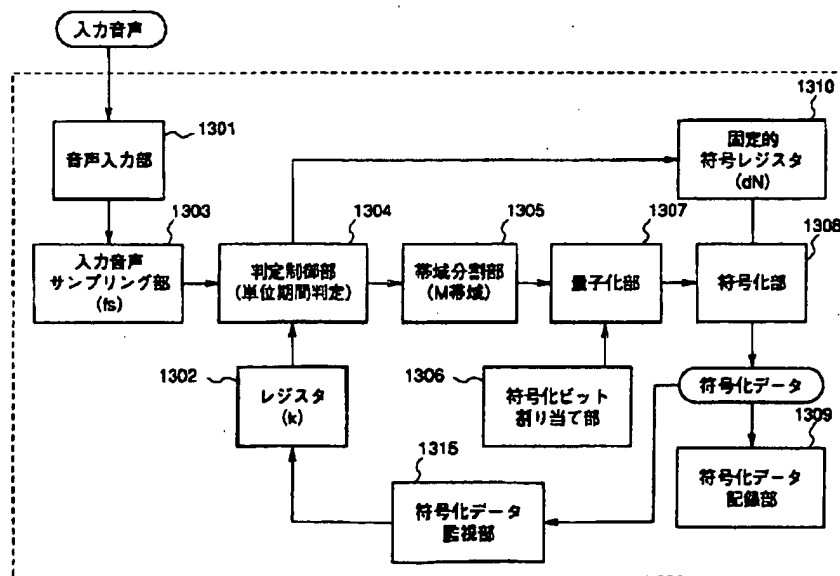 入力音声
1301
音声入力部
1310
固定的
符号レジスタ
(dN)
1303
入力音声
サンプリング部
(fs)
1304
判定制御部
(単位期間判定)
1305
帯域分割部
(M帯域)
1307
量子化部
1308
符号化部
1302
レジスタ
(k)
1306
符号化ビット
割り当て部
符号化データ
1309
符号化データ
記録部
1315
符号化データ
監視部